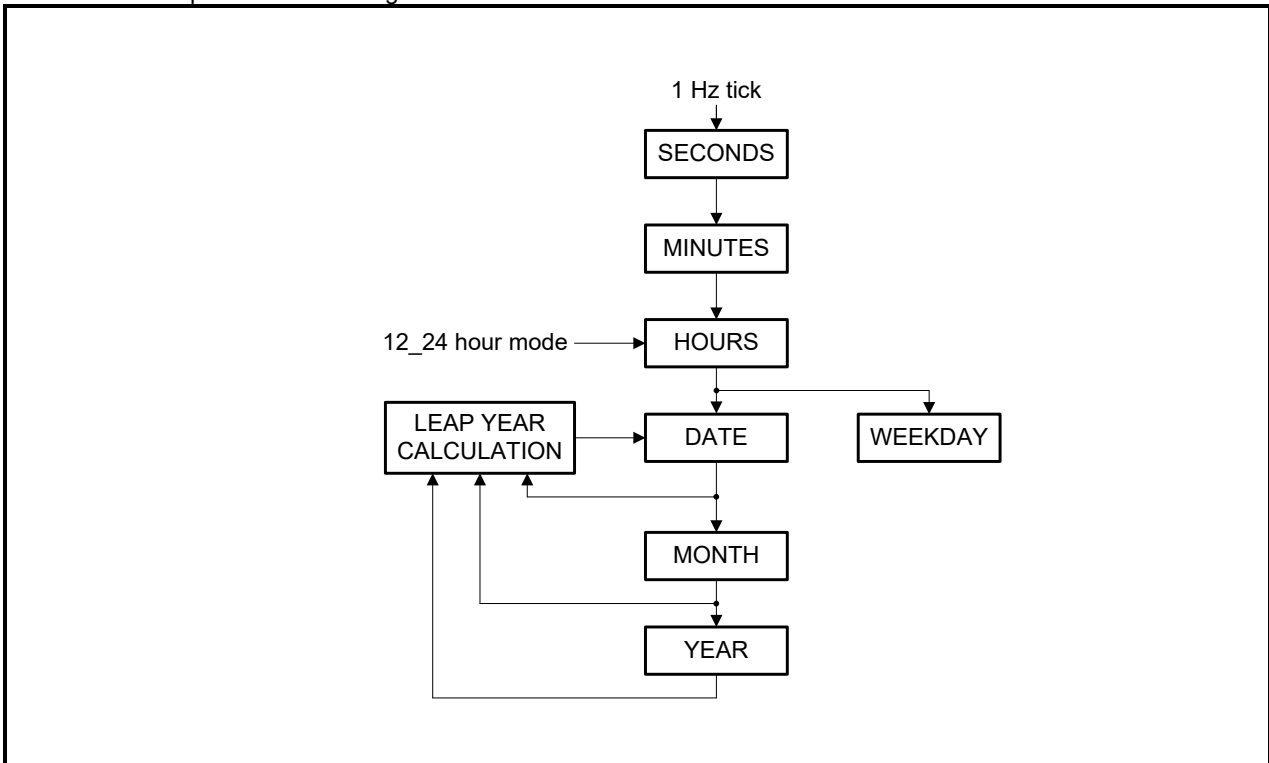 1 Hz tick
SECONDS
MINUTES
12_24 hour mode
HOURS
LEAP YEAR
CALCULATION
DATE
WEEKDAY
MONTH
YEAR